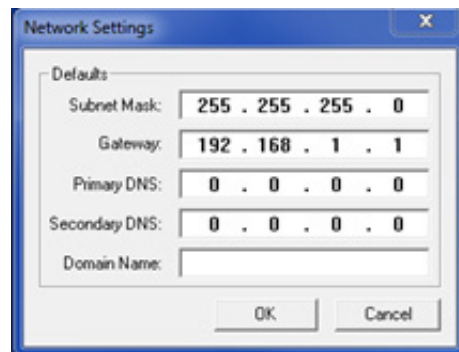 Network Settings
x
Defaults
Subnet Mask: 255 . 255 . 255 . 0
Gateway: 192 . 168 . 1 . 1
Primary DNS: 0 . 0 . 0 . 0
Secondary DNS: 0 . 0 . 0 . 0
Domain Name:
OK Cancel